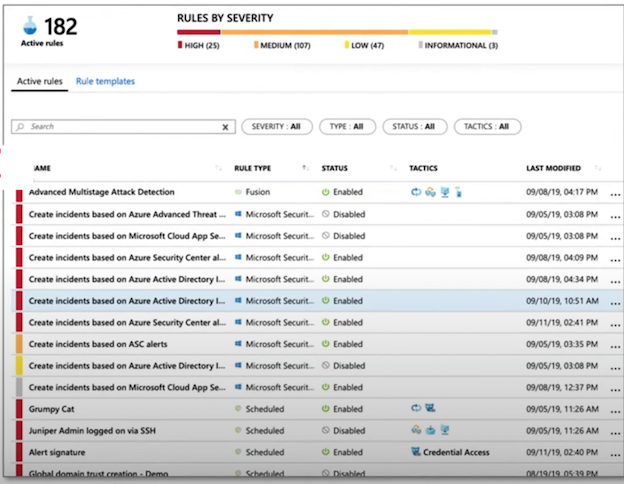 182
Active rules
RULES BY SEVERITY
HIGH (25) MEDIUM (107) LOW (47) INFORMATIONAL (3)
Active rules Rule templates
Search x SEVERITY : All TYPE : All STATUS : All TACTICS : All
AME RULE TYPE STATUS TACTICS LAST MODIFIED
Advanced Multistage Attack Detection Fusion Enabled 09/08/19, 04:17 PM ...
Create incidents based on Azure Advanced Threat ... Microsoft Securit... Disabled 09/05/19, 03:08 PM ...
Create incidents based on Microsoft Cloud App Se... Microsoft Securit... Disabled 09/05/19, 03:08 PM ...
Create incidents based on Azure Security Center al... Microsoft Securit... Enabled 09/08/19, 04:09 PM ...
Create incidents based on Azure Active Directory I... Microsoft Securit... Enabled 09/08/19, 04:34 PM ...
Create incidents based on Azure Active Directory I... Microsoft Securit... Enabled 09/10/19, 10:51 AM ...
Create incidents based on Azure Security Center al... Microsoft Securit... Enabled 09/11/19, 02:41 PM ...
Create incidents based on ASC alerts Microsoft Securit... Enabled 09/05/19, 03:35 PM ...
Create incidents based on Azure Active Directory I... Microsoft Securit... Disabled 09/05/19, 03:08 PM ...
Create incidents based on Microsoft Cloud App Se... Microsoft Securit... Enabled 09/08/19, 12:37 PM ...
Grumpy Cat Scheduled Enabled 09/05/19, 11:26 AM ...
Juniper Admin logged on via SSH Scheduled Disabled 09/05/19, 11:26 AM ...
Alert signature Scheduled Enabled Credential Access 09/11/19, 02:40 PM ...
Global domain trust creation - Demo Scheduled Disabled 08/19/19, 05:39 PM ...